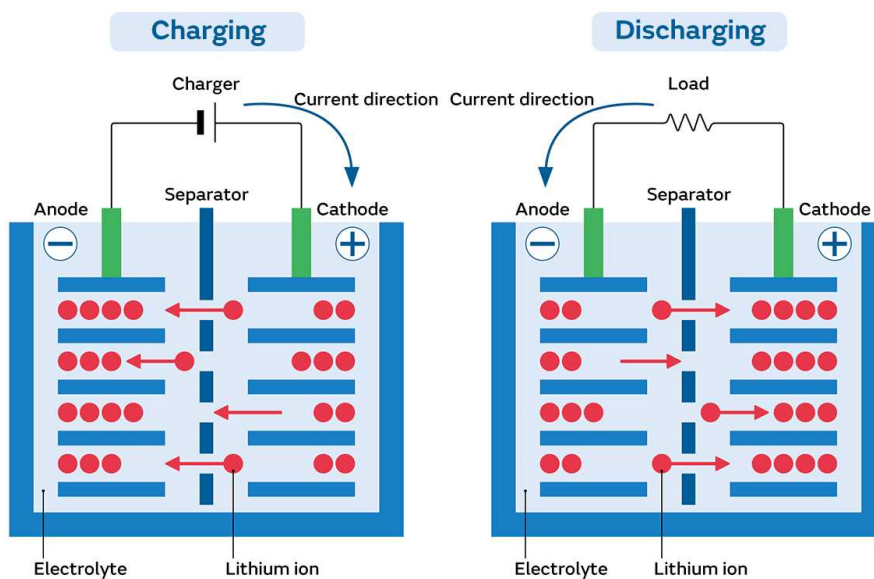 Charging
Charger
Current direction
Anode
Separator
Cathode
−
+
Electrolyte
Lithium ion
Discharging
Load
Current direction
Anode
Separator
Cathode
−
+
Electrolyte
Lithium ion